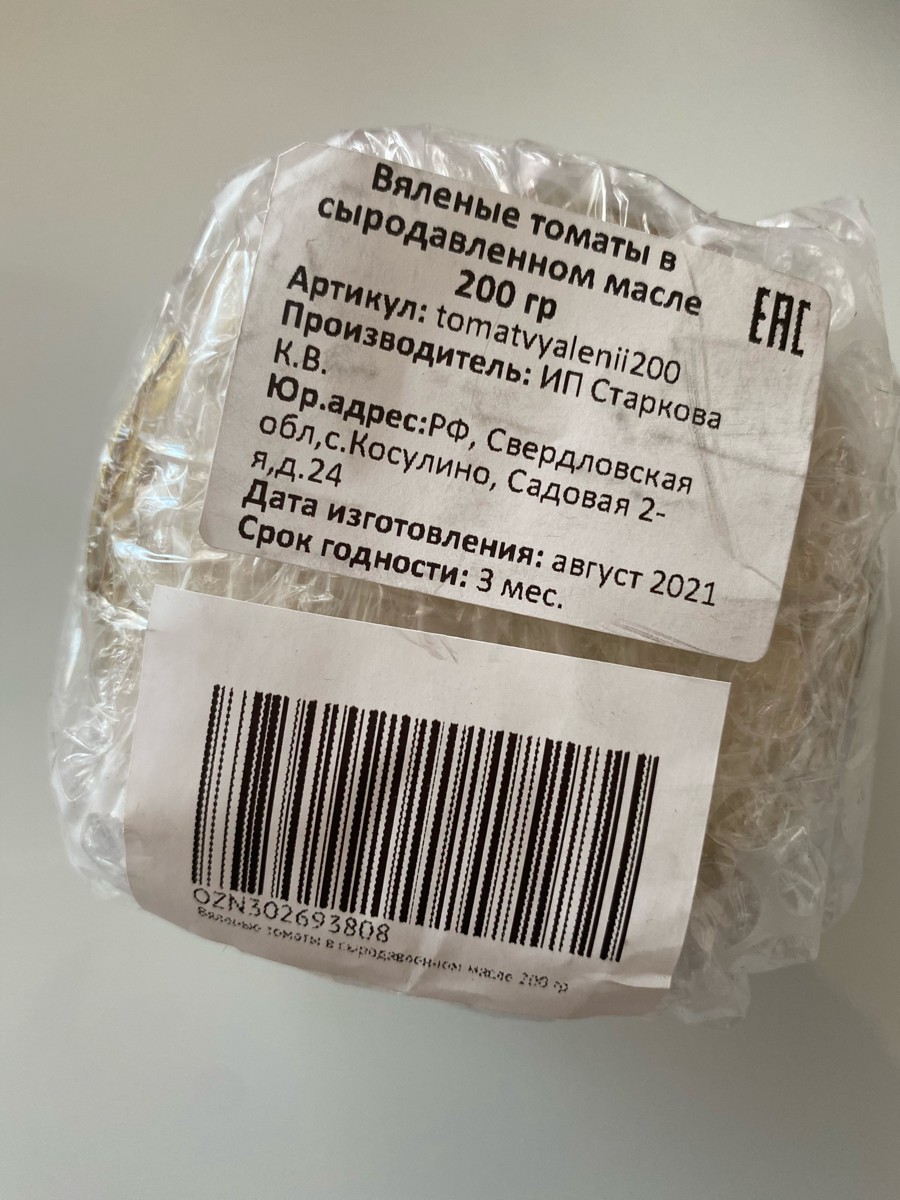 Вяленые томаты в
сыродавленном масле
200 гр
EAC
Артикул: tomatvyalenii200
Производитель: ИП Старкова
К.В.
Юр.адрес:РФ, Свердловская
обл,с.Косулино, Садовая 2-
я,д.24
Дата изготовления: август 2021
Срок годности: 3 мес.
OZN302693808
Вяленые томаты в сыродавленном масле 200 гр